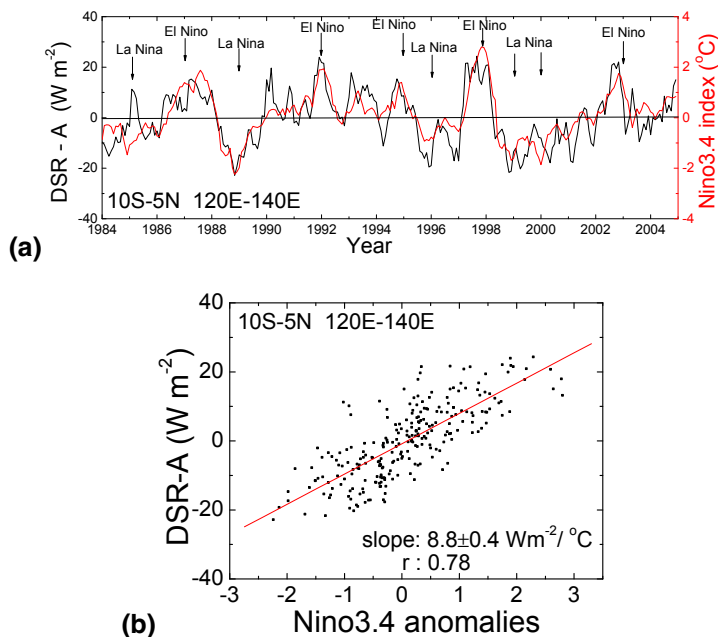 El Nino El Nino El Nino El Nino El Nino
La Nina La Nina La Nina La Nina
DSR - A (W m-2)
40
20
0
-20
-40
4
2
0
-2
-4
Nino3.4 index (oC)
10S-5N 120E-140E
1984 1986 1988 1990 1992 1994 1996 1998 2000 2002 2004
Year
(a)
10S-5N 120E-140E
DSR-A (W m-2)
40
20
0
-20
-40
slope: 8.8±0.4 Wm-2/ oC
r : 0.78
-3 -2 -1 0 1 2 3
Nino3.4 anomalies
(b)